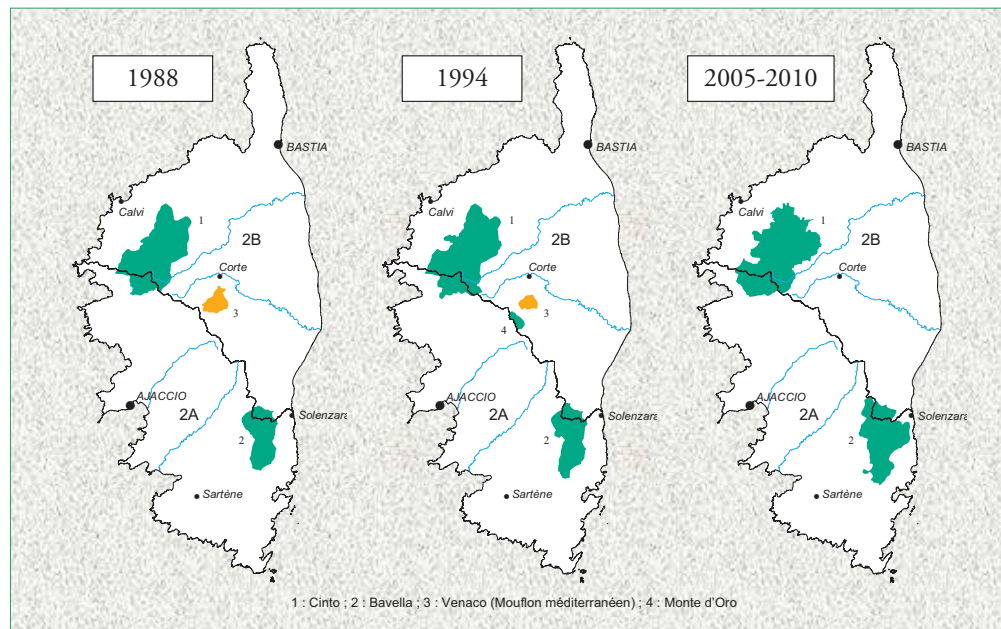 1988
BASTIA
Calvi
1
2B
Corte
3
AJACCIO
2A
2
Solenzara
Sartène
1994
BASTIA
Calvi
1
2B
Corte
3
4
AJACCIO
2A
2
Solenzara
Sartène
2005-2010
BASTIA
Calvi
1
2B
Corte
AJACCIO
2A
2
Solenzara
Sartène
1 : Cinto ; 2 : Bavella ; 3 : Venaco (Mouflon méditerranéen) ; 4 : Monte d'Oro